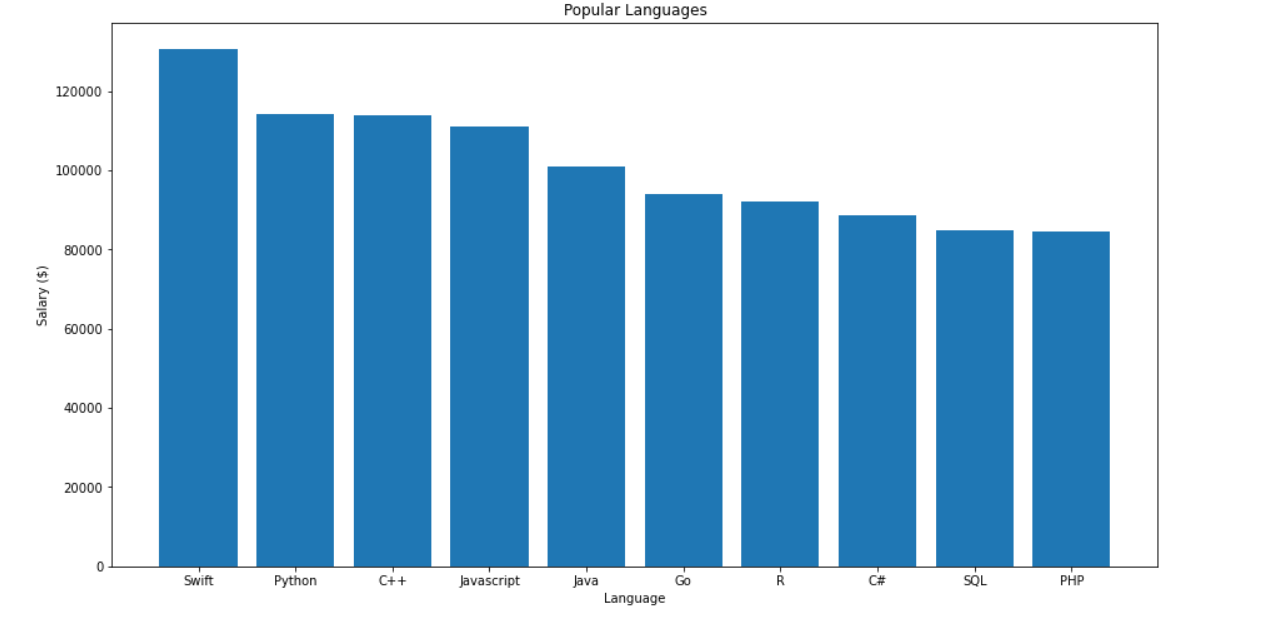 Popular Languages
120000
100000
80000
60000
40000
20000
0
Salary ($)
Swift Python C++ Javascript Java Go R C# SQL PHP
Language